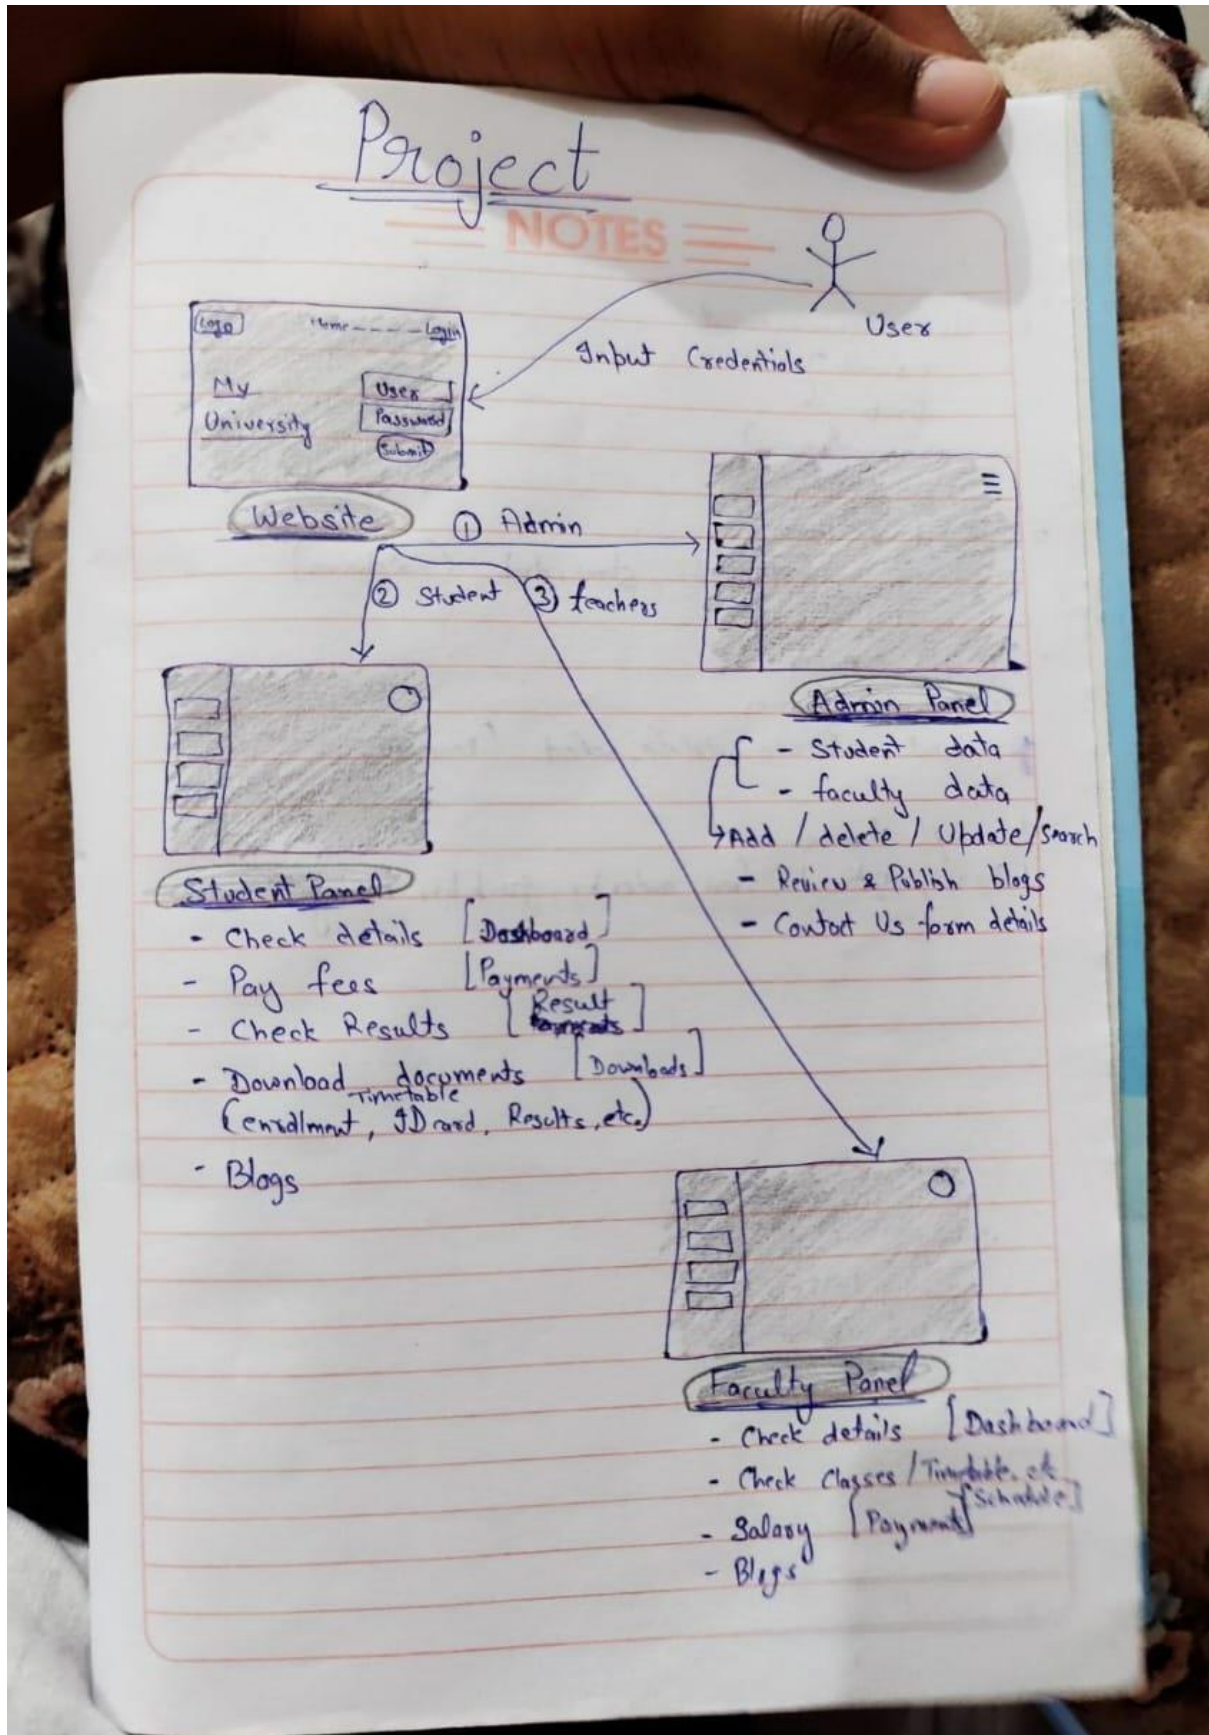 Project
NOTES
User
Input Credentials
Logo Home - - - - Login
My
University
User
Password
Submit
Website
① Admin
② Student
③ teachers
Admin Panel
- Student data
- faculty data
Add / delete / Update / Search
- Review & Publish blogs
- Contact Us form details
Student Panel
- Check details [Dashboard]
- Pay fees [Payments]
- Check Results [Result]
- Download documents [Downloads]
Timetable
(enrollment, ID card, Results, etc.)
- Blogs
Faculty Panel
- Check details [Dashboard]
- Check Classes / Timetable, etc
[Schedule]
- Salary [Payment]
- Blogs